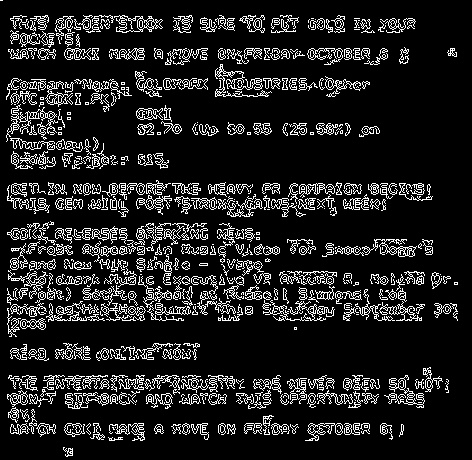 THIS GOLDEN STOCK IS SURE TO PUT GOLD IN YOUR
POCKETS!
WATCH GDKI MAKE A MOVE ON FRIDAY OCTOBER 6 !
Company Name: GOLDMARK INDUSTRIES (Other
OTC:GDKI.PK)
Symbol: GDKI
Price: $2.70 (Up $0.55 (25.58%) on
Thursday!)
Target: $15.
GET IN NOW BEFORE THE HEAVY PR CAMPAIGN BEGINS!
THIS GEM WILL POST STRONG GAINS NEXT WEEK!
GDKI RELEASES BREAKING NEWS:
-- Frost Appears in Music Video for Snoop Dogg's
Brand New Hit Single - \Vato"
-- Goldmark Music Executive VP Arturo R. Molina Jr.
(Frost) Set to Speak at Russell Simmons' Los
Angeles Hip-Hop Summit This Saturday September 30,
2006
READ MORE ONLINE NOW!
THE ENTERTAINMENT INDUSTRY HAS NEVER BEEN SO HOT!
DON'T SIT BACK AND WATCH THIS OPPORTUNITY PASS
BY!
WATCH GDKI MAKE A MOVE ON FRIDAY OCTOBER 6 !